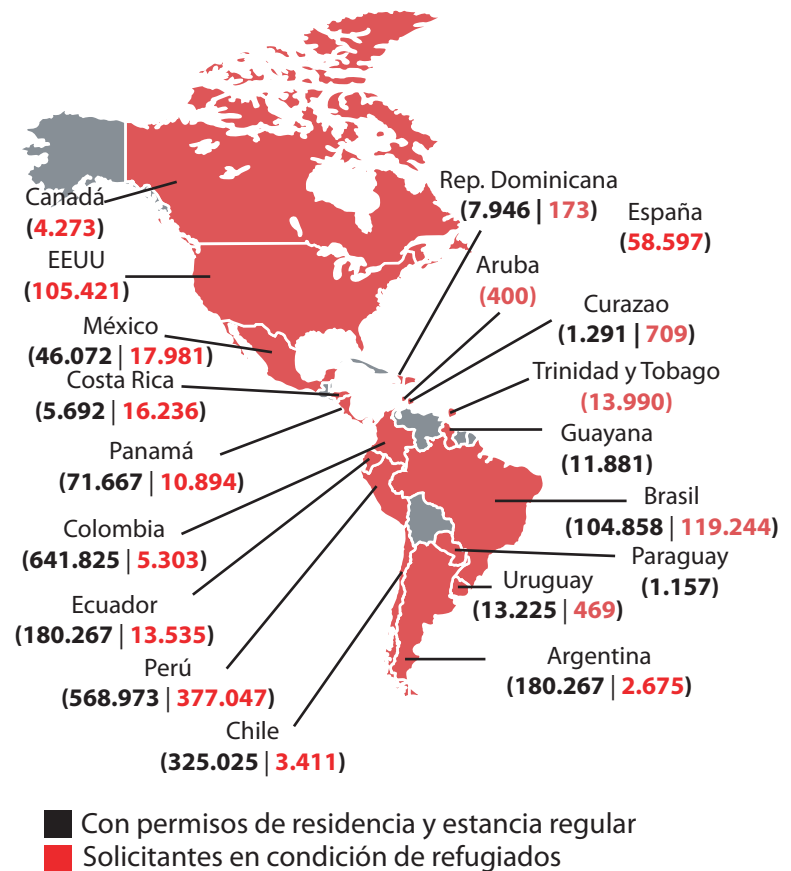 Canadá
(4.273)
EEUU
(105.421)
México
(46.072 | 17.981)
Costa Rica
(5.692 | 16.236)
Panamá
(71.667 | 10.894)
Colombia
(641.825 | 5.303)
Ecuador
(180.267 | 13.535)
Perú
(568.973 | 377.047)
Chile
(325.025 | 3.411)
Rep. Dominicana
(7.946 | 173)
España
(58.597)
Aruba
(400)
Curazao
(1.291 | 709)
Trinidad y Tobago
(13.990)
Guayana
(11.881)
Brasil
(104.858 | 119.244)
Paraguay
(1.157)
Uruguay
(13.225 | 469)
Argentina
(180.267 | 2.675)
Con permisos de residencia y estancia regular
Solicitantes en condición de refugiados